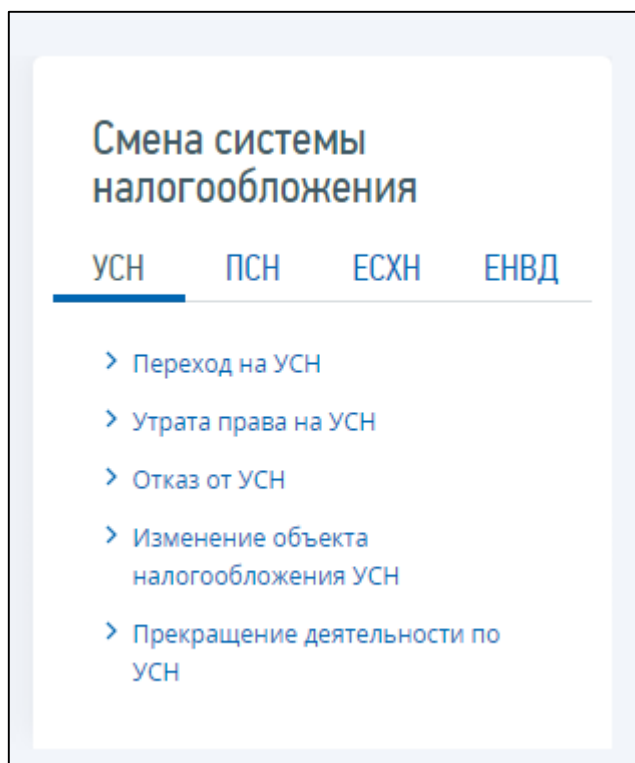 Смена системы
налогообложения
УСН ПСН ЕСХН ЕНВД
Переход на УСН
Утрата права на УСН
Отказ от УСН
Изменение объекта
налогообложения УСН
Прекращение деятельности по
УСН